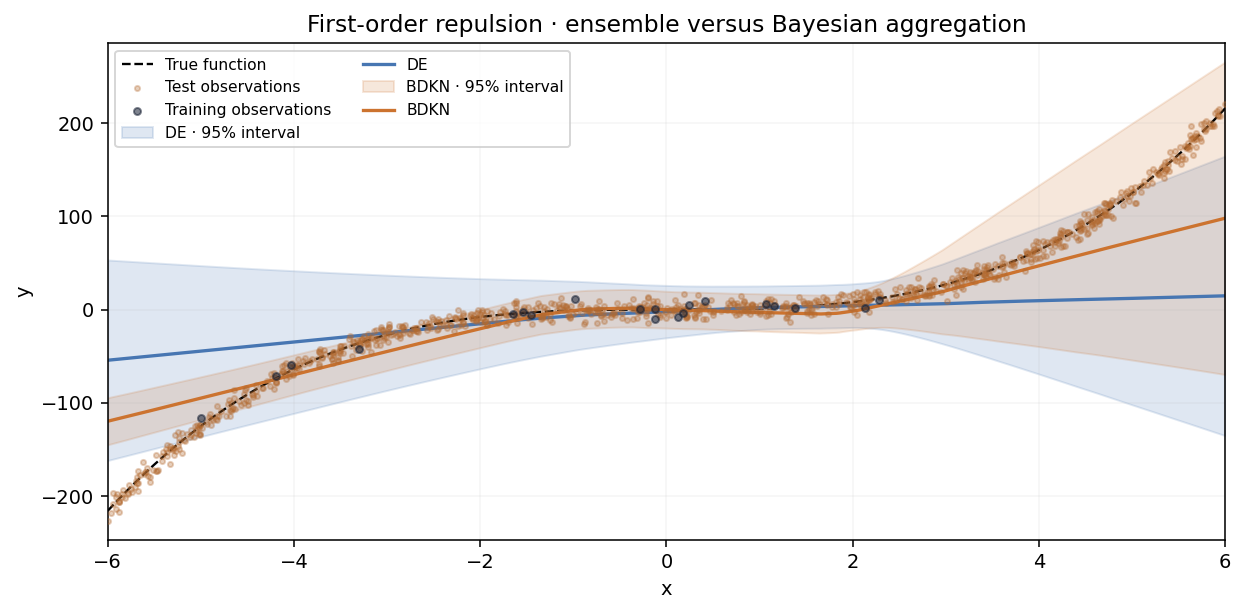 First-order repulsion · ensemble versus Bayesian aggregation
True function
Test observations
Training observations
DE · 95% interval
DE
BDKN · 95% interval
BDKN
y
200
100
0
−100
−200
−6
−4
−2
0
2
4
6
x